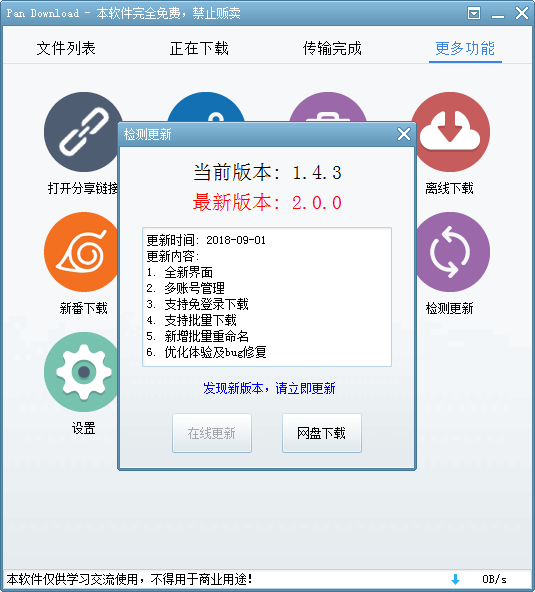 Pan Download - 本软件完全免费，禁止贩卖
文件列表
正在下载
传输完成
更多功能
打开分享链接
离线下载
检测更新
当前版本: 1.4.3
最新版本: 2.0.0
更新时间: 2018-09-01
更新内容:
1. 全新界面
2. 多账号管理
3. 支持免登录下载
4. 支持批量下载
5. 新增批量重命名
6. 优化体验及bug修复
发现新版本，请立即更新
在线更新
网盘下载
新番下载
检测更新
设置
本软件仅供学习交流使用，不得用于商业用途!
0B/s